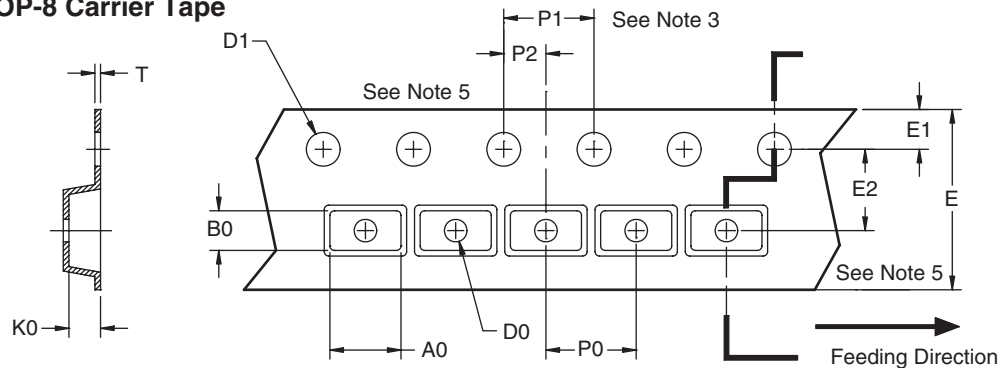 OP-8 Carrier Tape
P1
See Note 3
D1
P2
T
See Note 5
E1
E2
E
B0
See Note 5
K0
A0
D0
P0
Feeding Direction